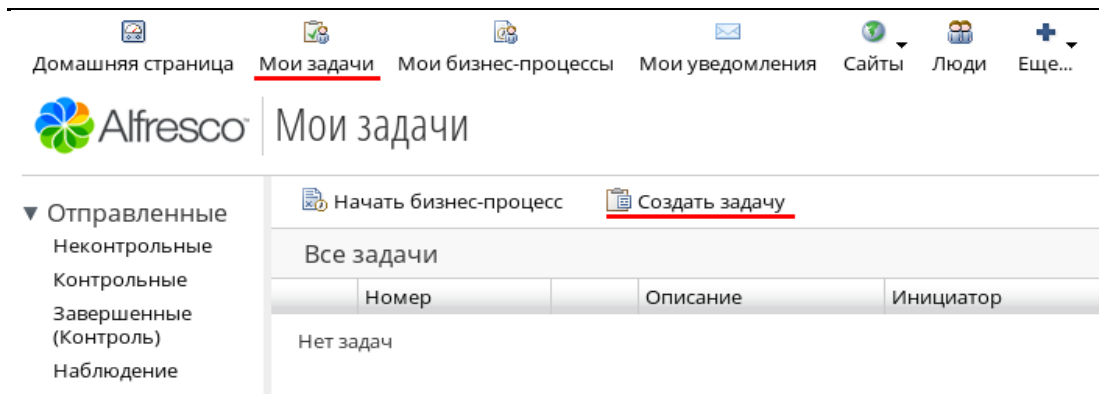 Домашняя страница Мои задачи Мои бизнес-процессы Мои уведомления Сайты Люди Еще...
Alfresco Мои задачи
Отправленные
Неконтрольные
Контрольные
Завершенные
(Контроль)
Наблюдение
Начать бизнес-процесс Создать задачу
Все задачи
Номер Описание Инициатор
Нет задач